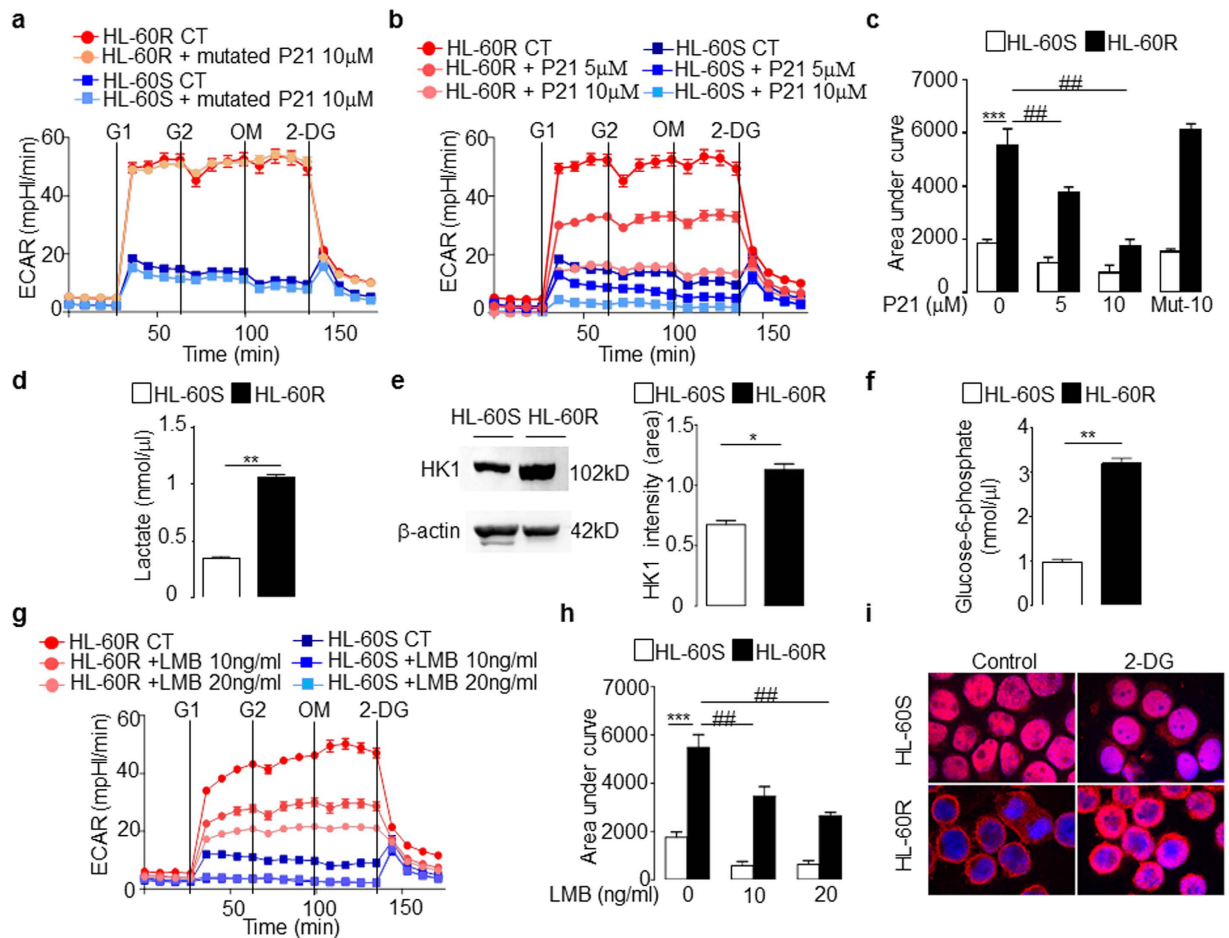 a
HL-60R CT
HL-60R + mutated P21 10µM
HL-60S CT
HL-60S + mutated P21 10µM
G1 G2 OM 2-DG
ECAR (mpHl/min)
60
40
20
0
50 100 150
Time (min)
b
HL-60R CT HL-60S CT
HL-60R + P21 5µM HL-60S + P21 5µM
HL-60R + P21 10µM HL-60S + P21 10µM
G1 G2 OM 2-DG
ECAR (mpHl/min)
60
40
20
0
50 100 150
Time (min)
c
HL-60S HL-60R
Area under curve
7000
6000
4000
2000
0
***
##
##
P21 (µM) 0 5 10 Mut-10
d
HL-60S HL-60R
Lactate (nmol/µl)
1.5
1
0.5
0
**
e
HL-60S HL-60R
HK1 102kD
β-actin 42kD
HL-60S HL-60R
HK1 intensity (area)
1.5
1.0
0.5
0
*
f
HL-60S HL-60R
Glucose-6-phosphate
(nmol/µl)
4
3
2
1
0
**
g
HL-60R CT HL-60S CT
HL-60R +LMB 10ng/ml HL-60S +LMB 10ng/ml
HL-60R +LMB 20ng/ml HL-60S +LMB 20ng/ml
G1 G2 OM 2-DG
ECAR (mpHl/min)
60
40
20
0
50 100 150
Time (min)
h
HL-60S HL-60R
Area under curve
7000
6000
4000
2000
0
***
##
##
LMB (ng/ml) 0 10 20
i
Control 2-DG
HL-60S
HL-60R